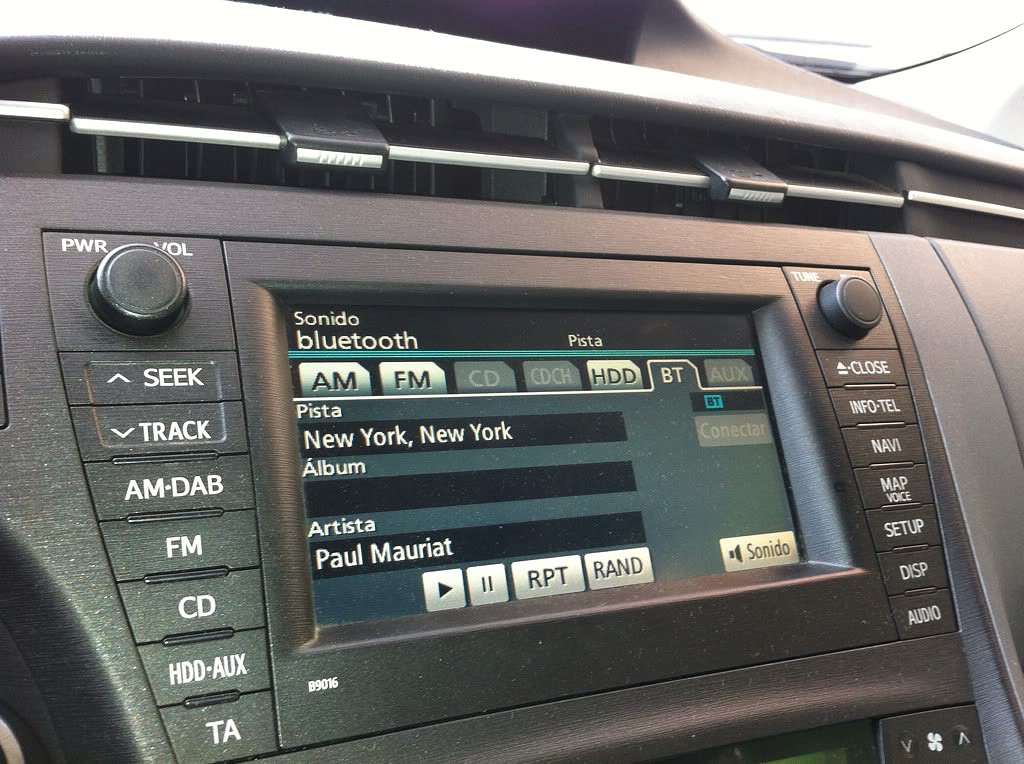 PWR VOL
TUNE
∧ SEEK
∨ TRACK
AM·DAB
FM
CD
HDD·AUX
TA
B9016
Sonido
bluetooth
Pista
AM FM CD CDCH HDD BT AUX
Pista
BT
New York, New York
Conectar
Álbum
Artista
Paul Mauriat
RPT RAND
Sonido
CLOSE
INFO·TEL
NAVI
MAP
VOICE
SETUP
DISP
AUDIO